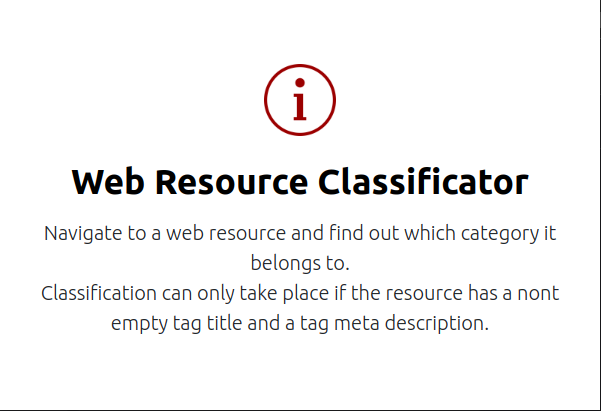 i
Web Resource Classificator
Navigate to a web resource and find out which category it
belongs to.
Classification can only take place if the resource has a nont
empty tag title and a tag meta description.